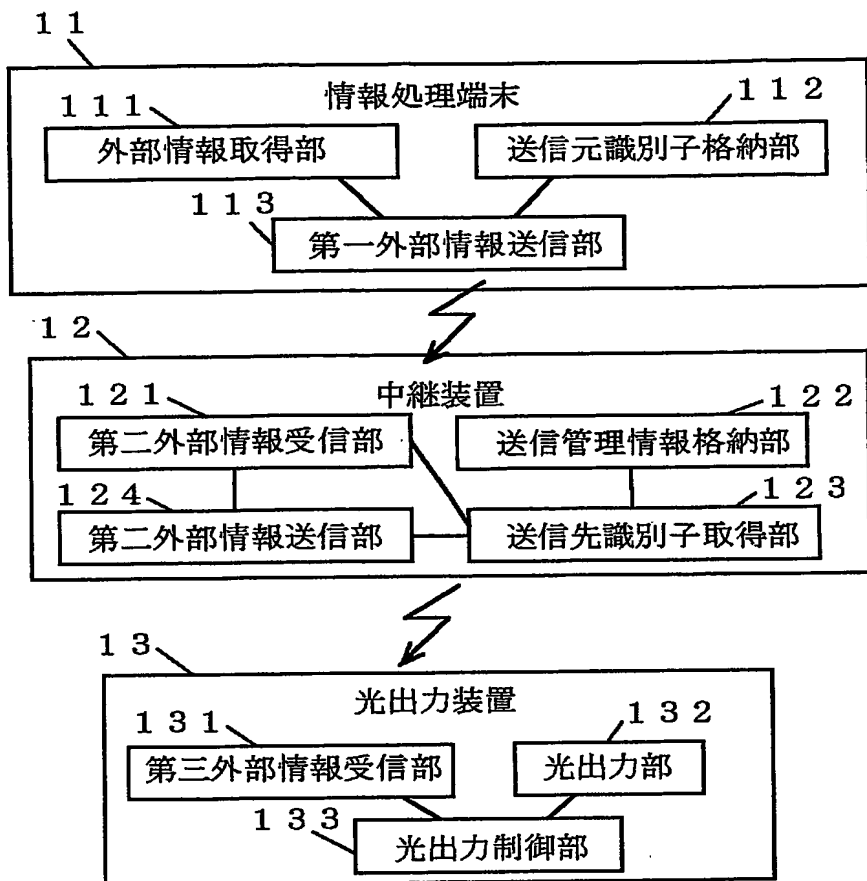 １１
情報処理端末
１１１
１１２
外部情報取得部
送信元識別子格納部
１１３
第一外部情報送信部
１２
中継装置
１２１
１２２
第二外部情報受信部
送信管理情報格納部
１２４
１２３
第二外部情報送信部
送信先識別子取得部
１３
光出力装置
１３１
１３２
第三外部情報受信部
光出力部
１３３
光出力制御部